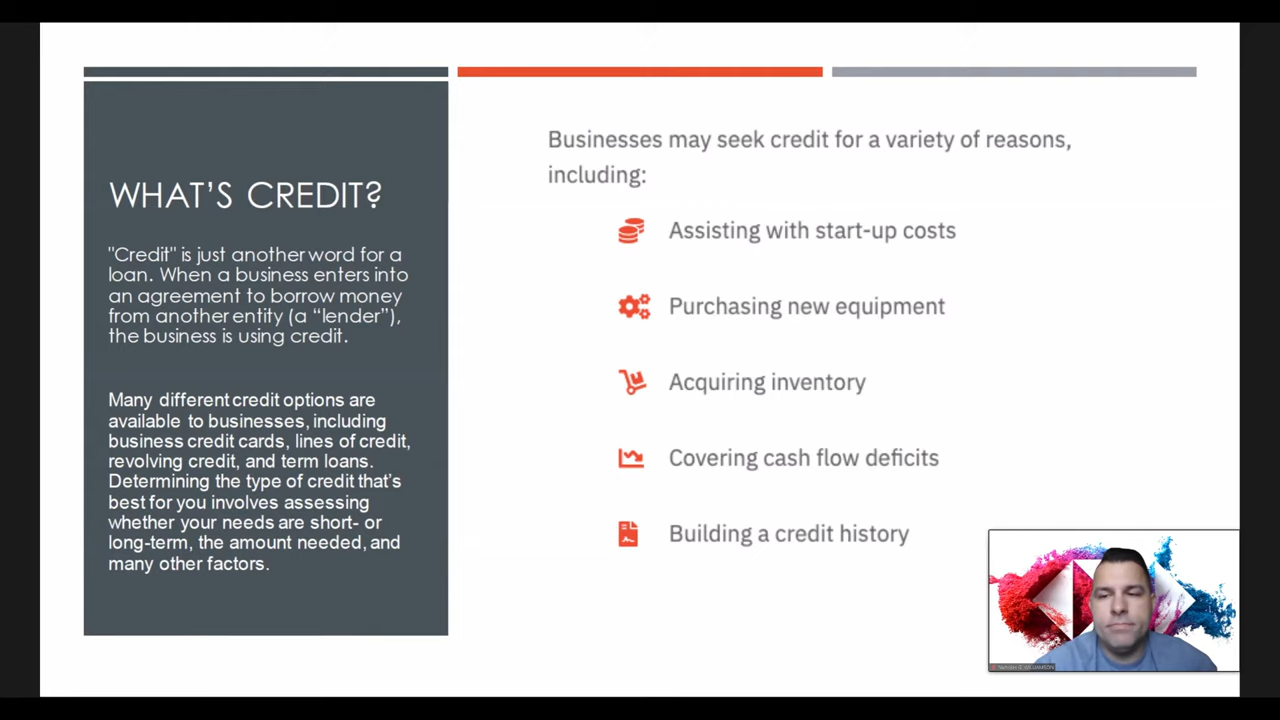 WHAT'S CREDIT?
"Credit" is just another word for a
loan. When a business enters into
an agreement to borrow money
from another entity (a “lender”),
the business is using credit.
Many different credit options are
available to businesses, including
business credit cards, lines of credit,
revolving credit, and term loans.
Determining the type of credit that’s
best for you involves assessing
whether your needs are short- or
long-term, the amount needed, and
many other factors.
Businesses may seek credit for a variety of reasons,
including:
Assisting with start-up costs
Purchasing new equipment
Acquiring inventory
Covering cash flow deficits
Building a credit history
WILLIAMSON